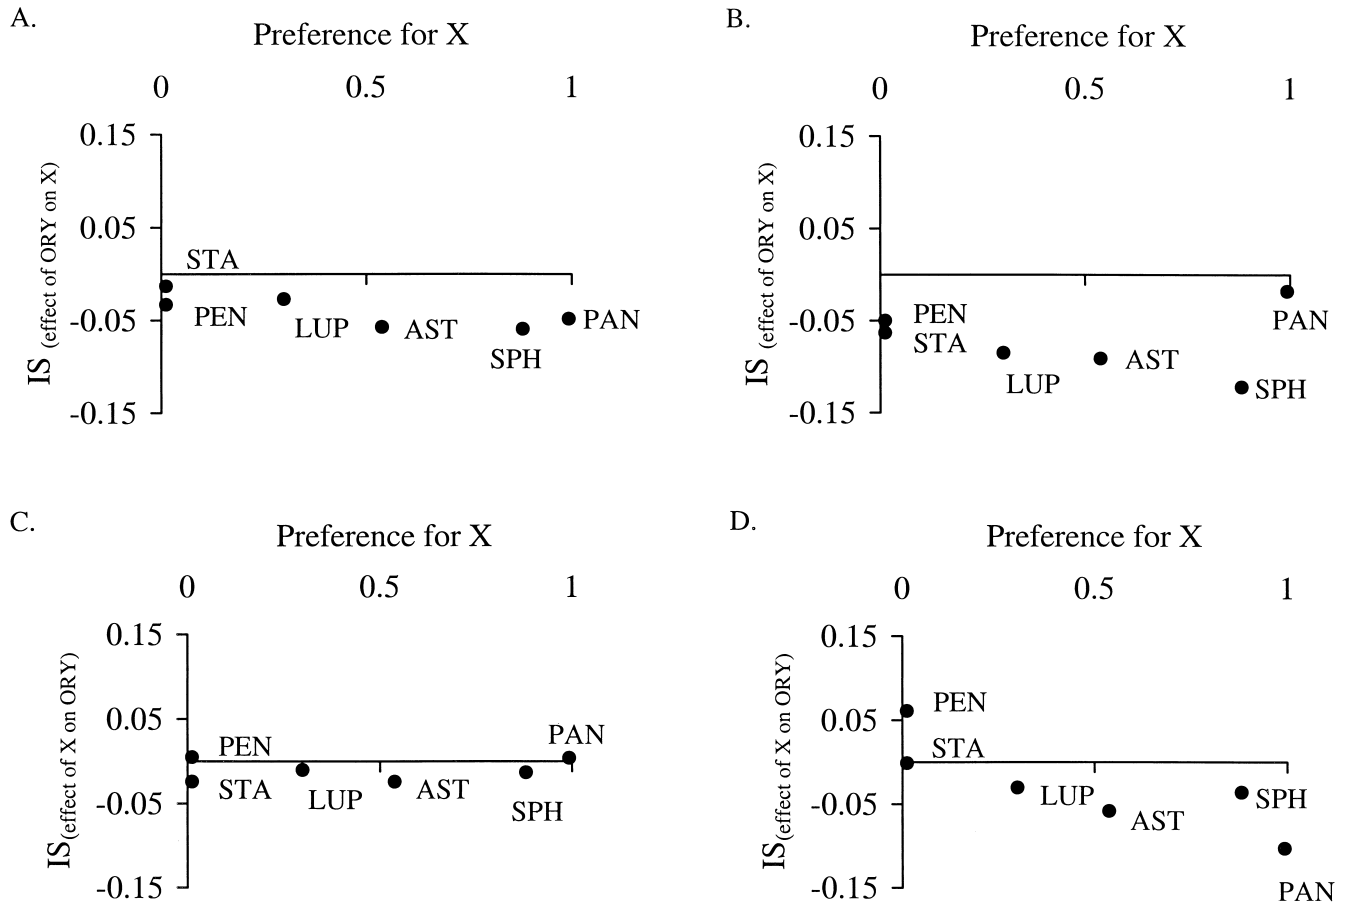 A.
Preference for X
0 0.5 1
0.15
0.05
-0.05
-0.15
IS (effect of ORY on X)
STA
PEN
LUP
AST
SPH
PAN
B.
Preference for X
0 0.5 1
0.15
0.05
-0.05
-0.15
IS (effect of ORY on X)
PEN
STA
LUP
AST
SPH
PAN
C.
Preference for X
0 0.5 1
0.15
0.05
-0.05
-0.15
IS(effect of X on ORY)
PEN
STA
LUP
AST
SPH
PAN
D.
Preference for X
0 0.5 1
0.15
0.05
-0.05
-0.15
IS(effect of X on ORY)
PEN
STA
LUP
AST
SPH
PAN